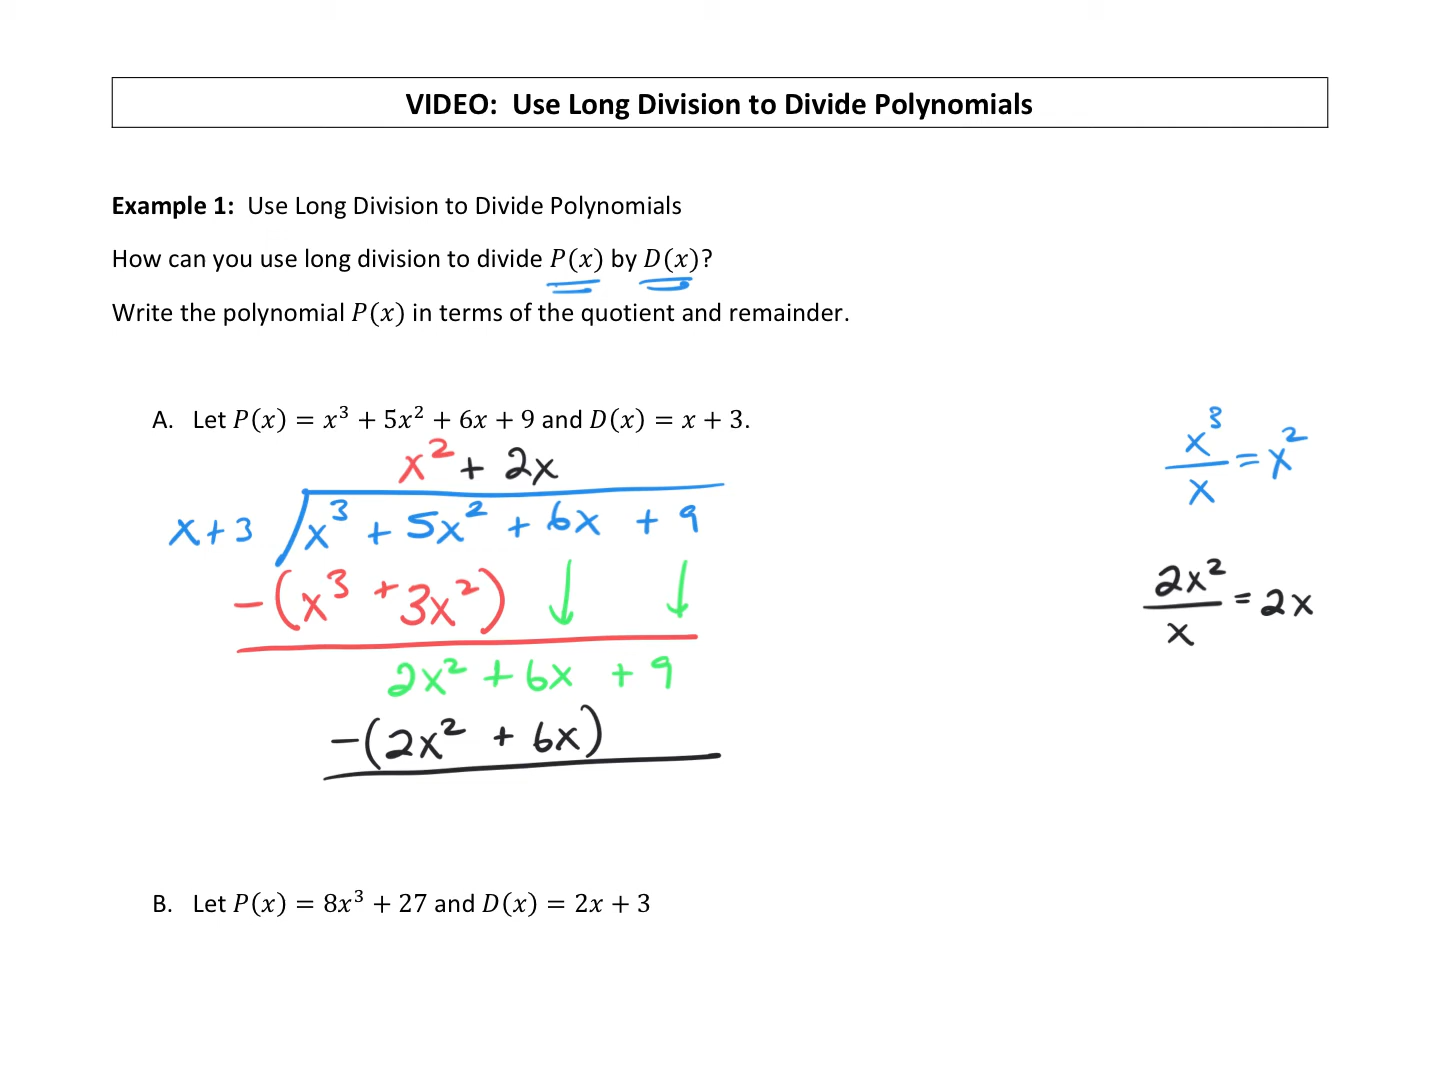 VIDEO:  Use Long Division to Divide Polynomials
Example 1:  Use Long Division to Divide Polynomials
How can you use long division to divide P(x) by D(x)?
Write the polynomial P(x) in terms of the quotient and remainder.
A.  Let P(x) = x³ + 5x² + 6x + 9 and D(x) = x + 3.
x² + 2x
x+3 x³ + 5x² + 6x + 9
-(x³ + 3x²) ↓ ↓
2x² + 6x + 9
-(2x² + 6x)
x³/x = x²
2x²/x = 2x
B.  Let P(x) = 8x³ + 27 and D(x) = 2x + 3